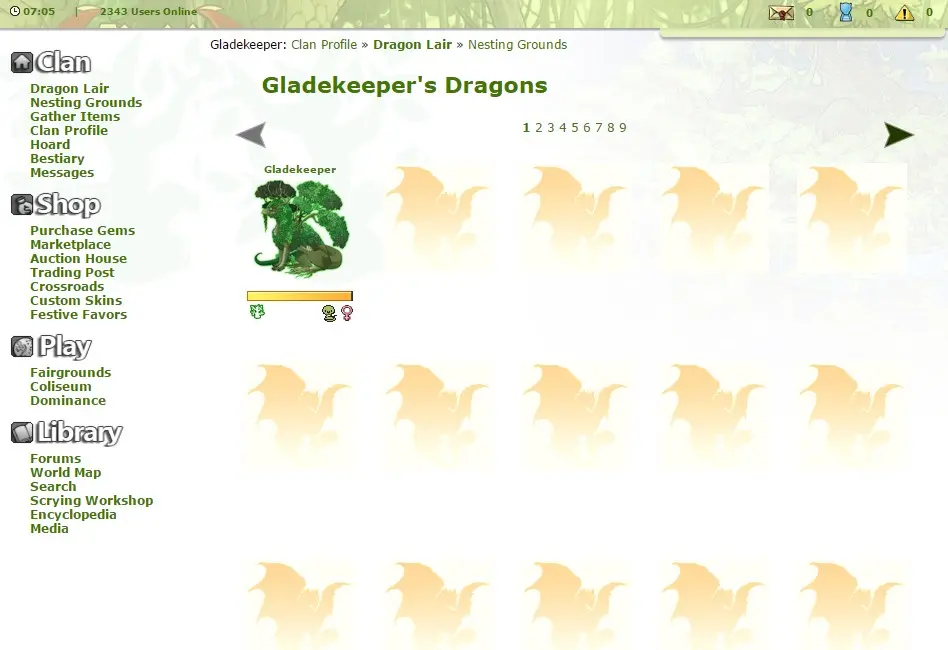 07:05 | 2343 Users Online 0 0 0
Gladekeeper: Clan Profile » Dragon Lair » Nesting Grounds
Clan
Dragon Lair
Nesting Grounds
Gather Items
Clan Profile
Hoard
Bestiary
Messages
Shop
Purchase Gems
Marketplace
Auction House
Trading Post
Crossroads
Custom Skins
Festive Favors
Play
Fairgrounds
Coliseum
Dominance
Library
Forums
World Map
Search
Scrying Workshop
Encyclopedia
Media
Gladekeeper's Dragons
1 2 3 4 5 6 7 8 9
Gladekeeper